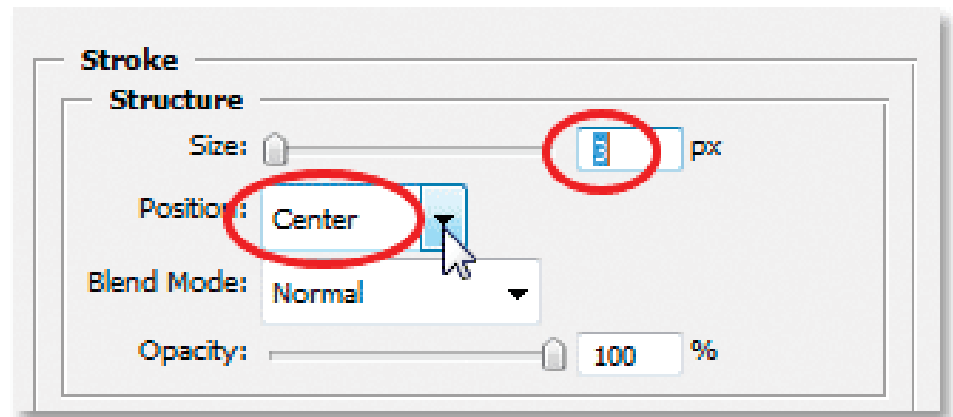 Stroke
Structure
Size: 3 px
Position: Center
Blend Mode: Normal
Opacity: 100 %